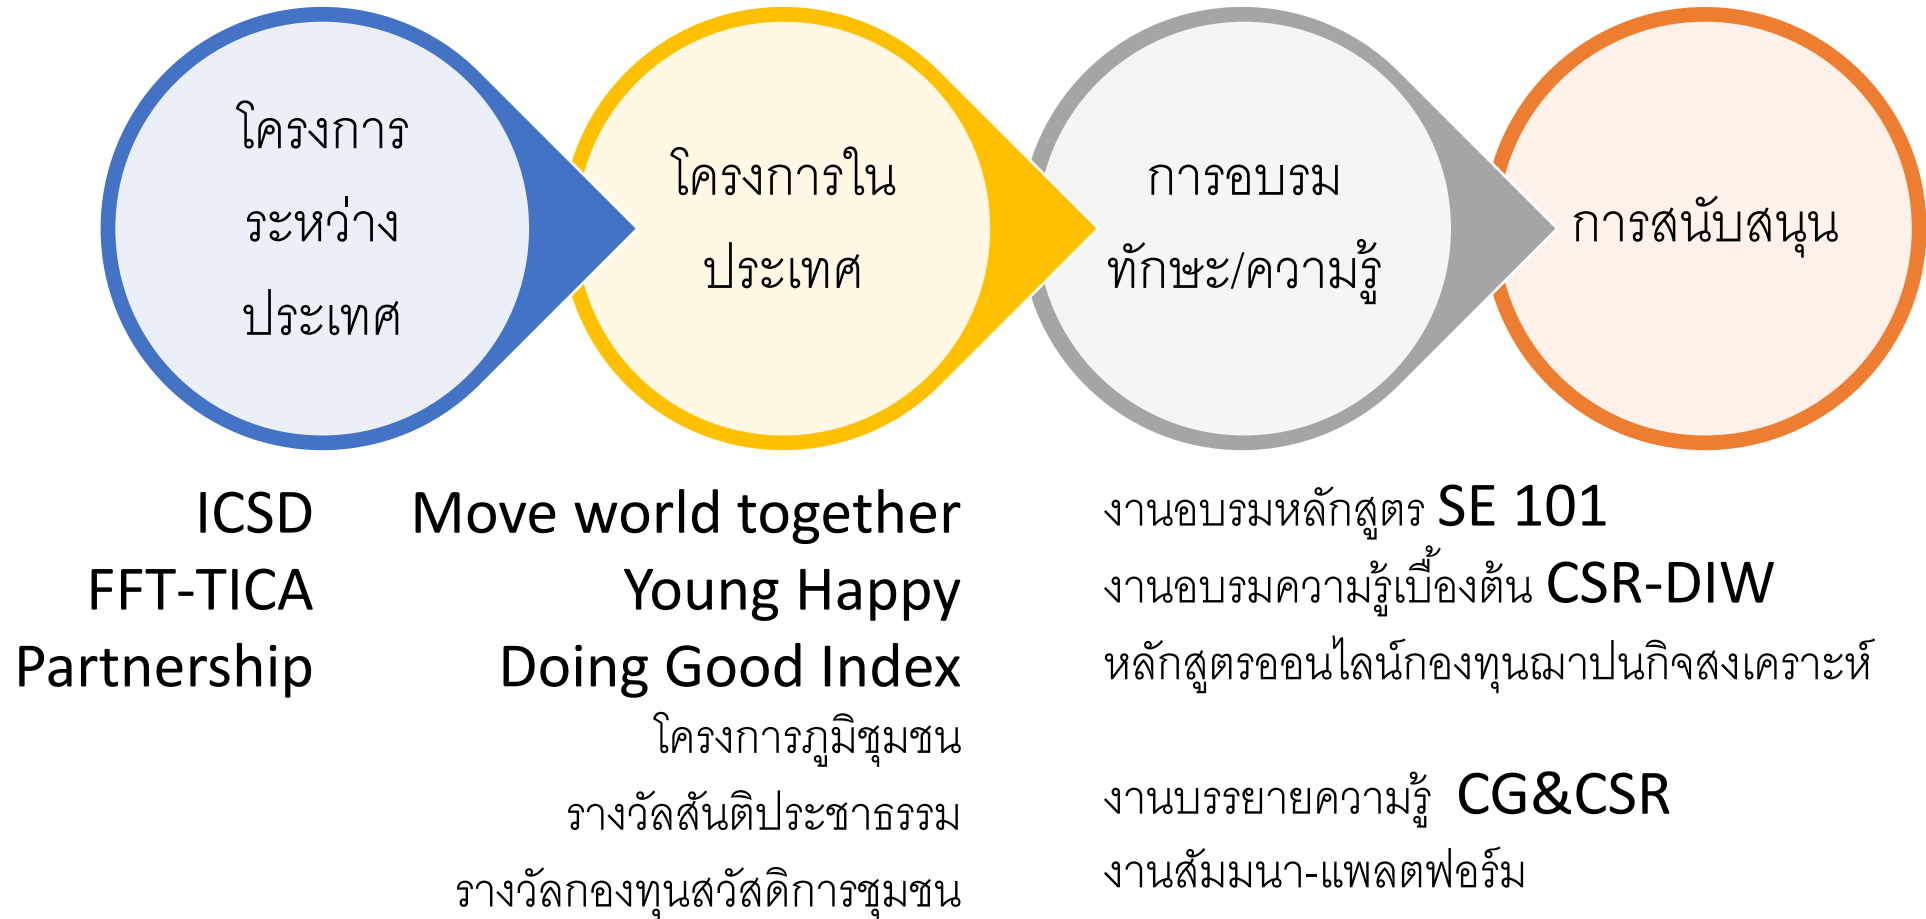 โครงการ
ระหว่าง
ประเทศ
โครงการใน
ประเทศ
การอบรม
ทักษะ/ความรู้
การสนับสนุน
ICSD
FFT-TICA
Partnership
Move world together
Young Happy
Doing Good Index
โครงการภูมิชุมชน
รางวัลสันติประชาธรรม
รางวัลกองทุนสวัสดิการชุมชน
งานอบรมหลักสูตร SE 101
งานอบรมความรู้เบื้องต้น CSR-DIW
หลักสูตรออนไลน์กองทุนฌาปนกิจสงเคราะห์
งานบรรยายความรู้ CG&CSR
งานสัมมนา-แพลตฟอร์ม